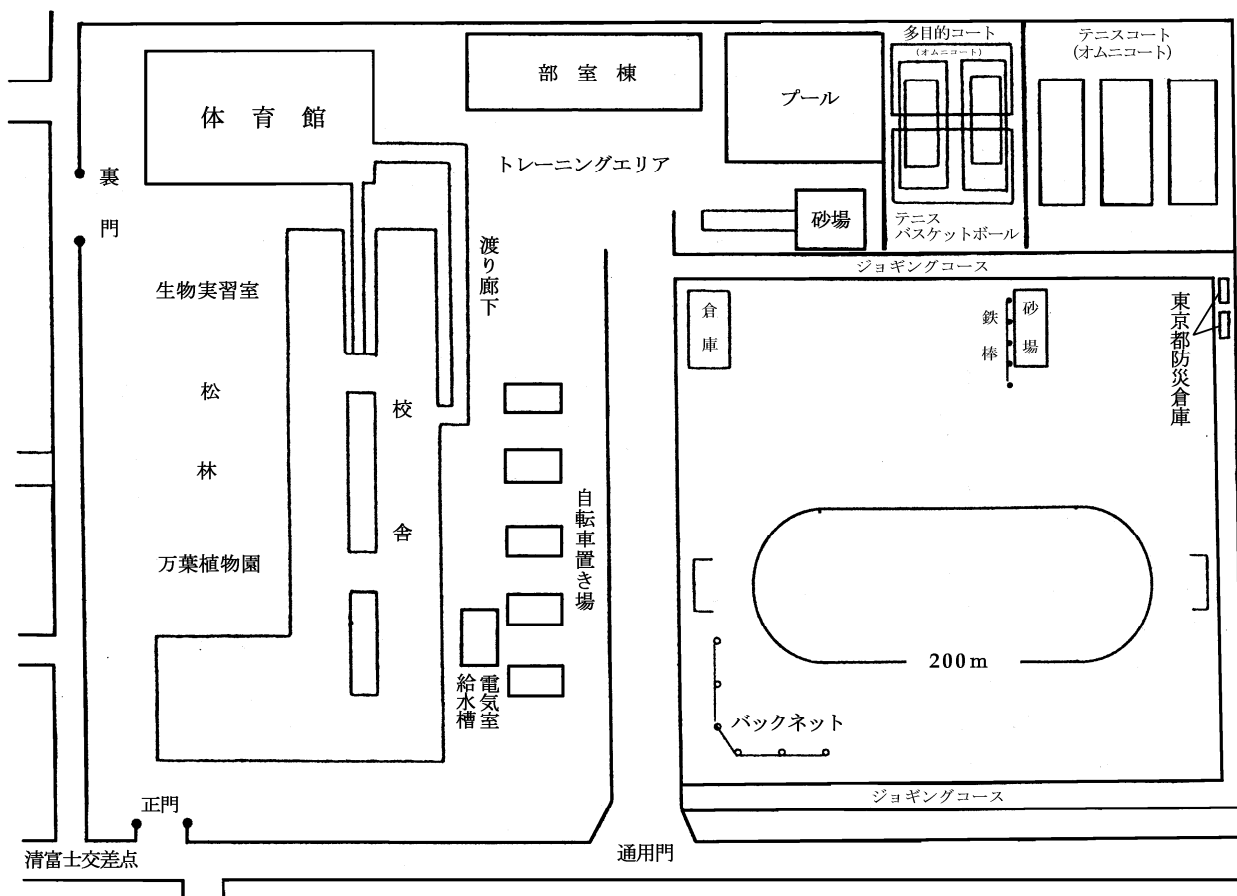 体育館
部室棟
プール
多目的コート
(オムニコート)
テニスコート
(オムニコート)
トレーニングエリア
裏門
砂場
テニス
バスケットボール
渡り廊下
ジョギングコース
生物実習室
倉庫
鉄棒
砂場
東京都防災倉庫
松林
校舎
自転車置き場
万葉植物園
200m
電気室
給水槽
バックネット
正門
ジョギングコース
清富士交差点
通用門